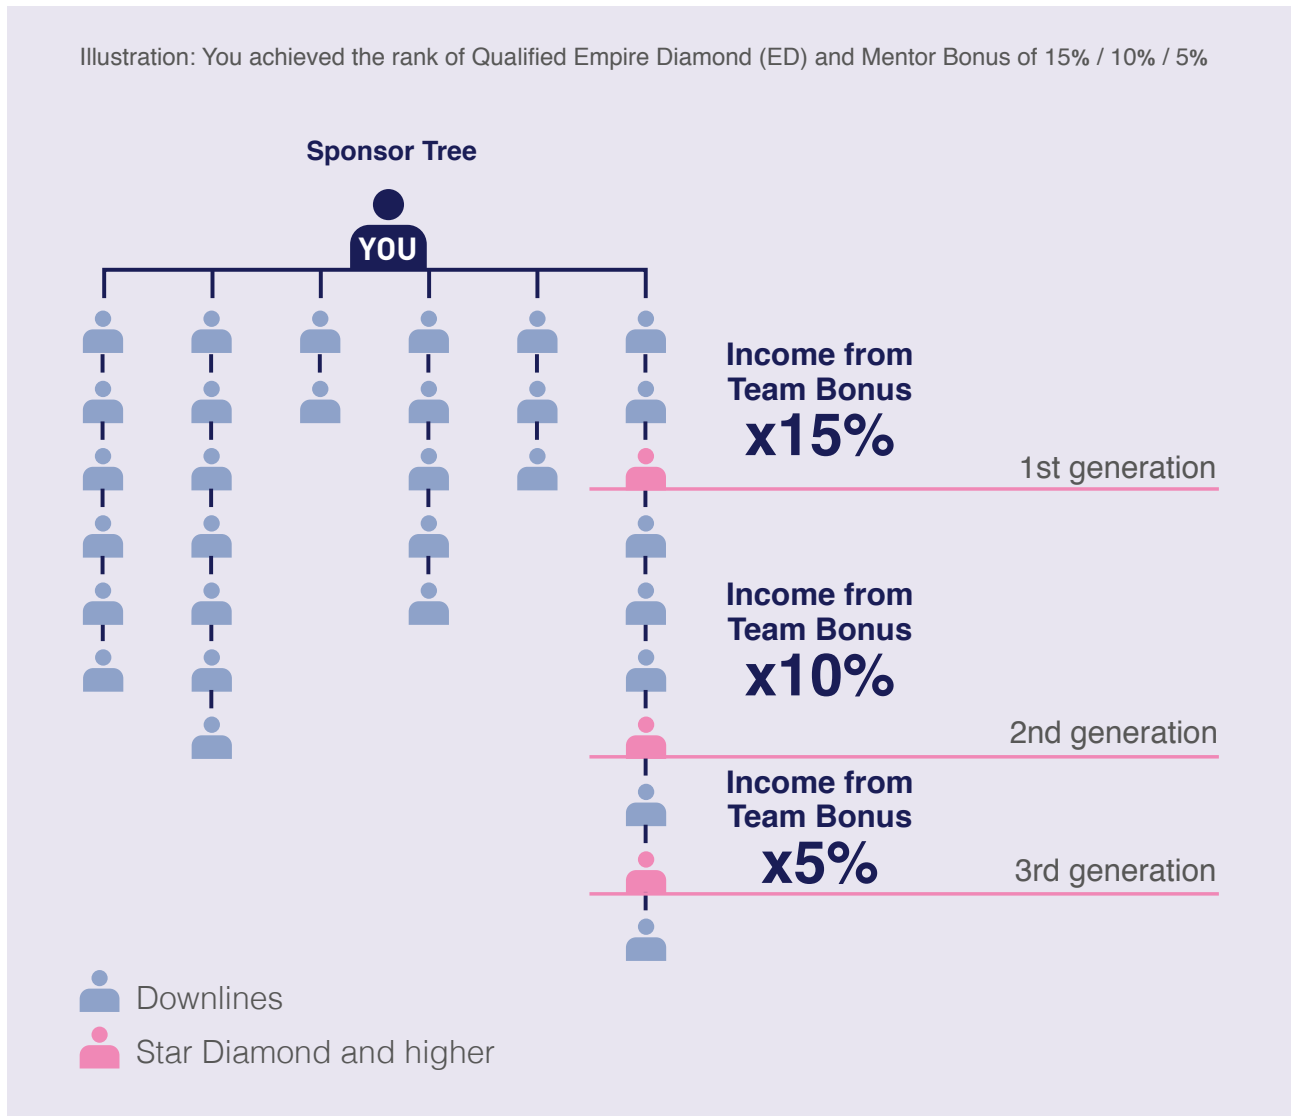 Illustration: You achieved the rank of Qualified Empire Diamond (ED) and Mentor Bonus of 15% / 10% / 5%
Sponsor Tree
YOU
Income from
Team Bonus
x15%
1st generation
Income from
Team Bonus
x10%
2nd generation
Income from
Team Bonus
x5%
3rd generation
Downlines
Star Diamond and higher